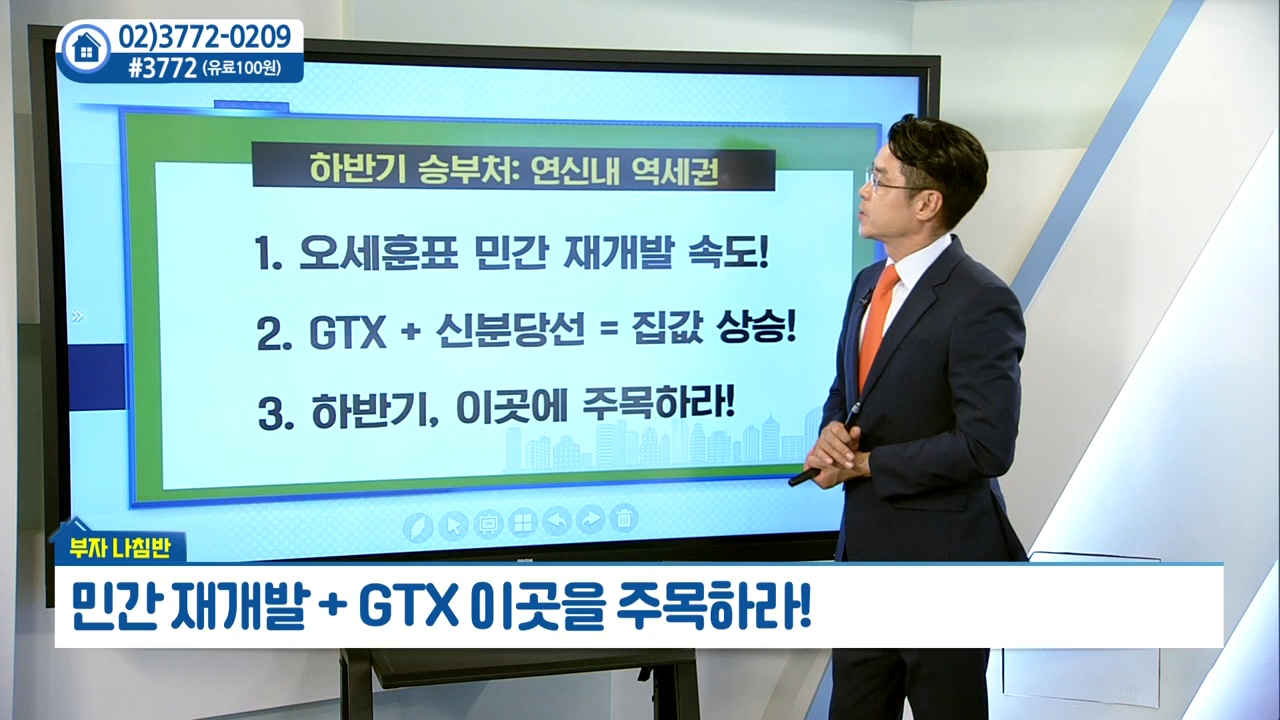 02)3772-0209
#3772 (유료100원)
하반기 승부처: 연신내 역세권
1. 오세훈표 민간 재개발 속도!
2. GTX + 신분당선 = 집값 상승!
3. 하반기, 이곳에 주목하라!
부자 나침반
민간 재개발 + GTX 이곳을 주목하라!